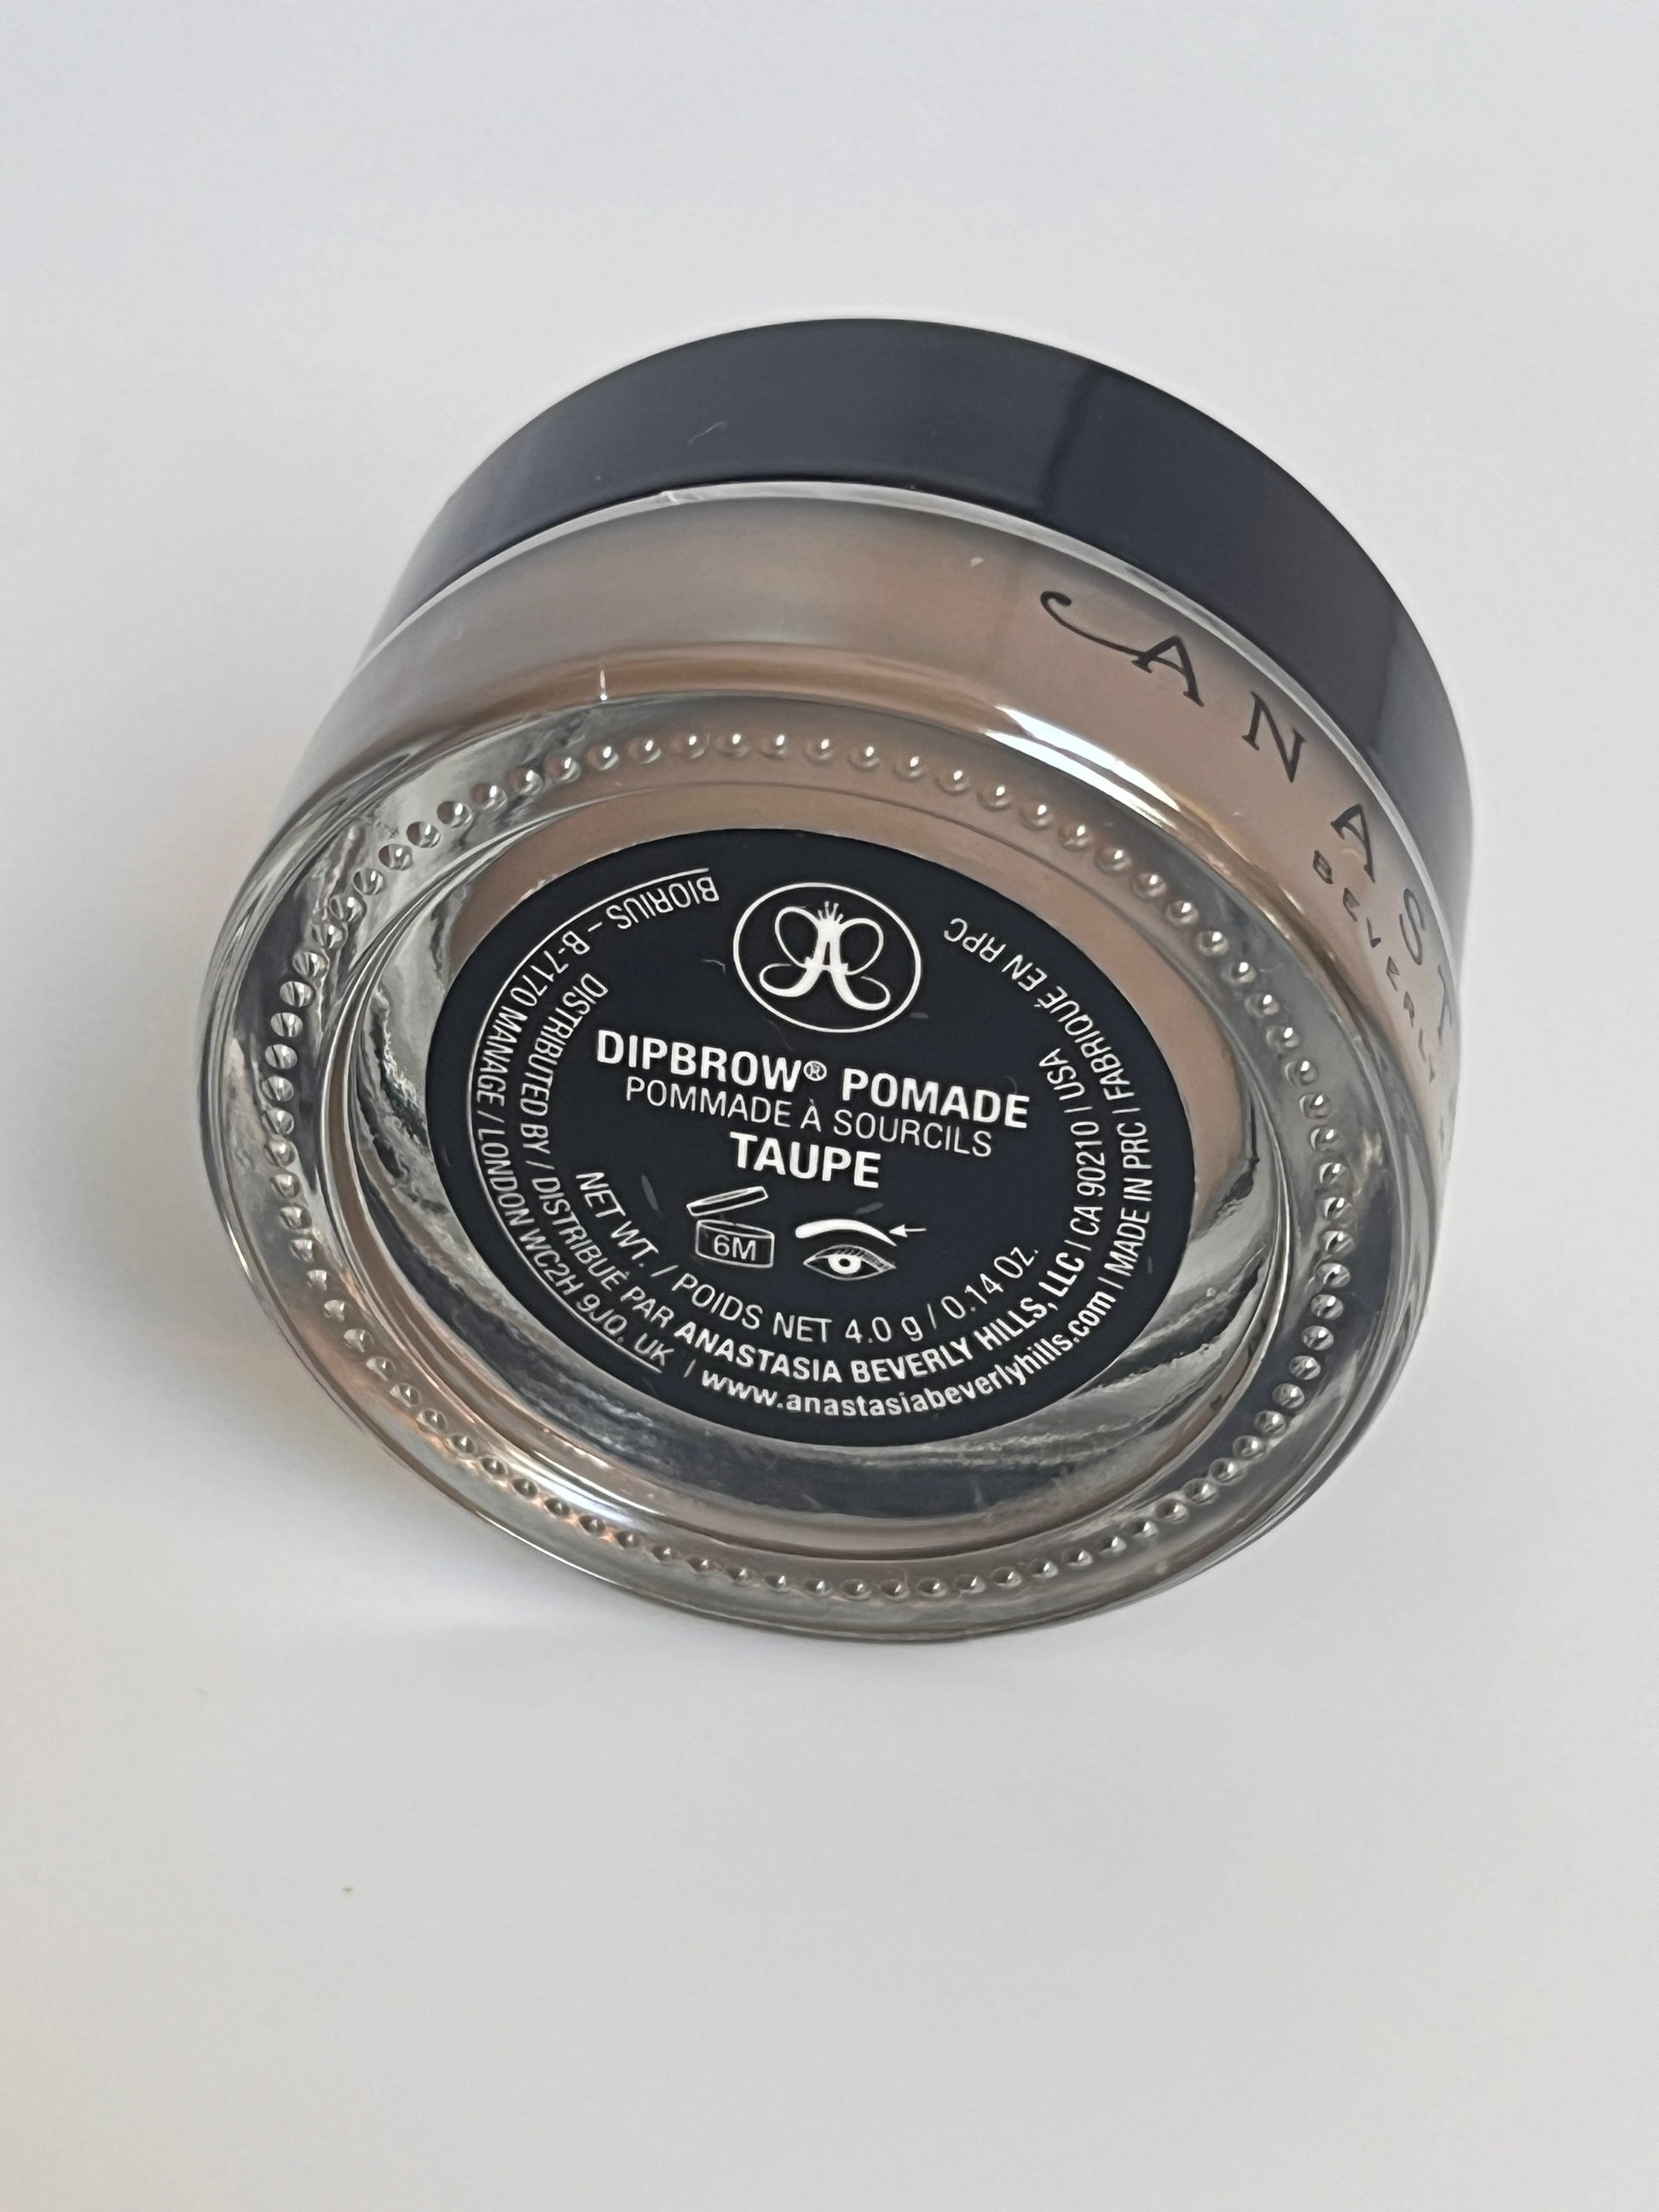 ANAST
BEVERLY
DIPBROW® POMADE
POMMADE À SOURCILS
TAUPE
6M
NET WT. / POIDS NET 4.0 g / 0.14 Oz.
DISTRIBUTED BY / DISTRIBUÉ PAR ANASTASIA BEVERLY HILLS, LLC | CA 90210 | USA
BIORIUS – B-7170 MANAGE / LONDON WC2H 9JQ, UK | www.anastasiabeverlyhills.com | MADE IN PRC | FABRIQUÉ EN RPC